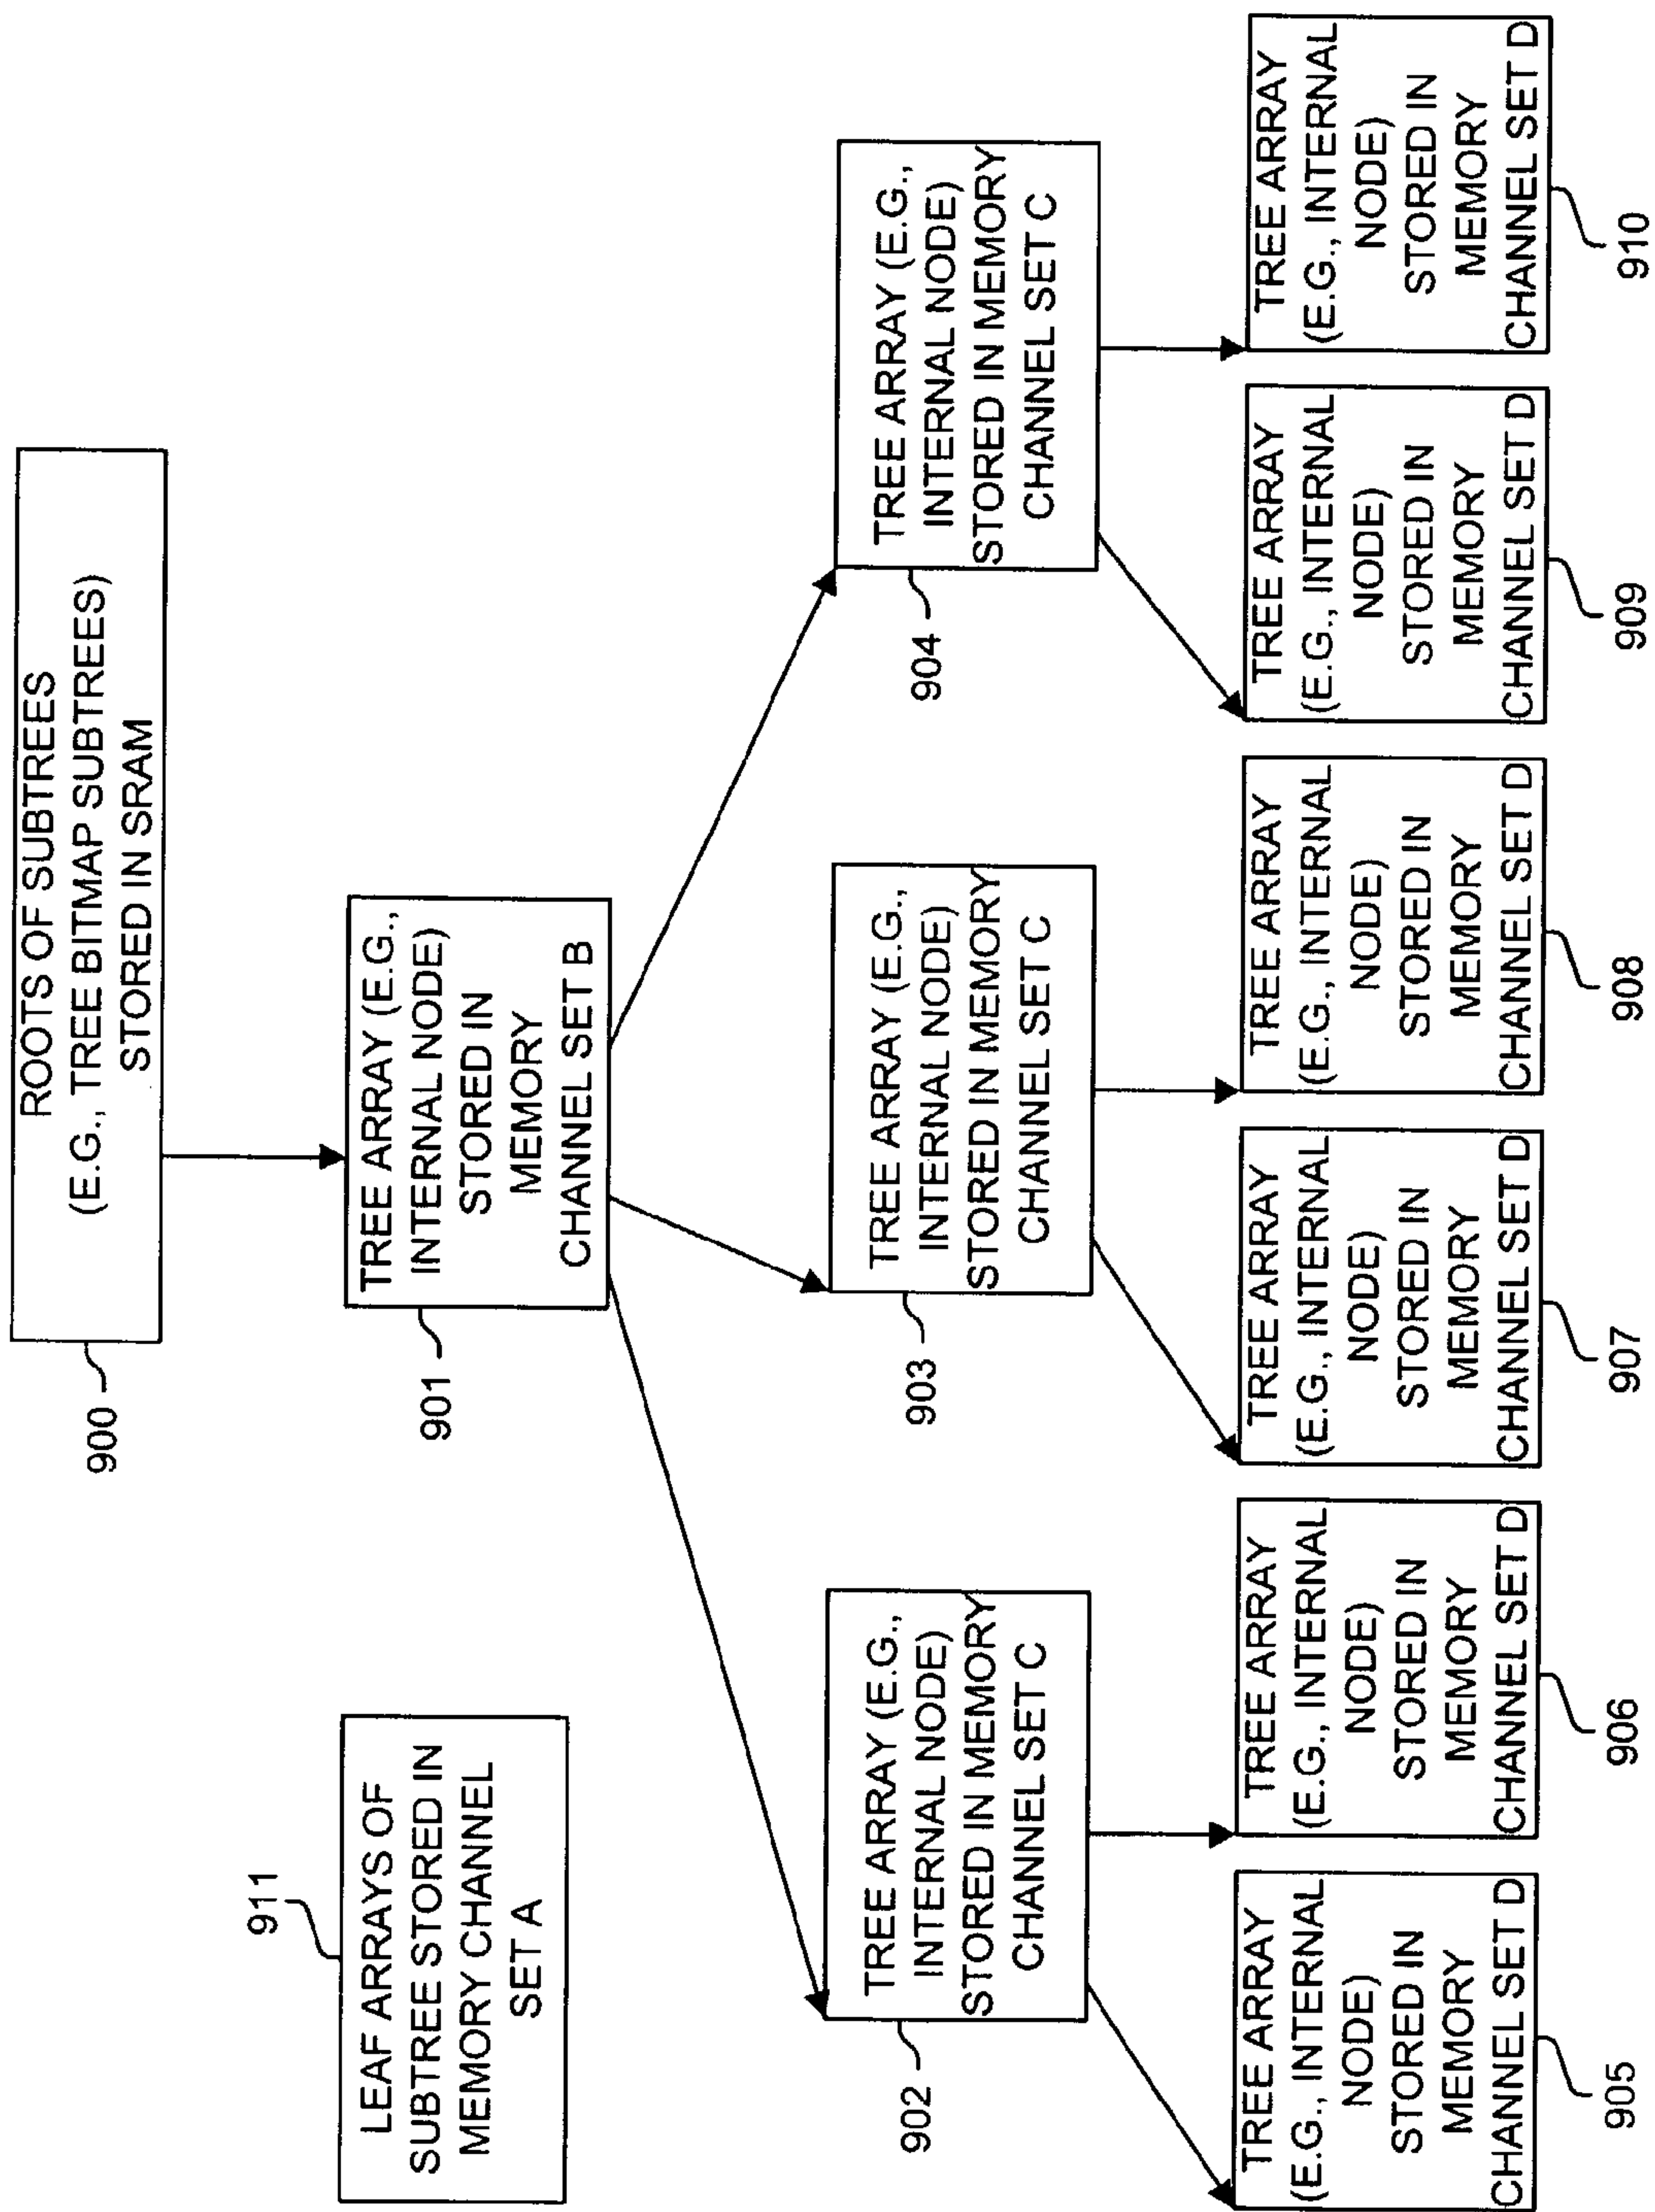 ROOTS OF SUBTREES
(E.G., TREE BITMAP SUBTREES)
STORED IN SRAM
900
911
LEAF ARRAYS OF
SUBTREE STORED IN
MEMORY CHANNEL
SET A
TREE ARRAY (E.G.,
INTERNAL NODE)
STORED IN
MEMORY
CHANNEL SET B
901
TREE ARRAY (E.G.,
INTERNAL NODE)
STORED IN MEMORY
CHANNEL SET C
902
TREE ARRAY (E.G.,
INTERNAL NODE)
STORED IN MEMORY
CHANNEL SET C
903
TREE ARRAY (E.G.,
INTERNAL NODE)
STORED IN MEMORY
CHANNEL SET C
904
TREE ARRAY
(E.G., INTERNAL
NODE)
STORED IN
MEMORY
CHANNEL SET D
905
TREE ARRAY
(E.G., INTERNAL
NODE)
STORED IN
MEMORY
CHANNEL SET D
906
TREE ARRAY
(E.G., INTERNAL
NODE)
STORED IN
MEMORY
CHANNEL SET D
907
TREE ARRAY
(E.G., INTERNAL
NODE)
STORED IN
MEMORY
CHANNEL SET D
908
TREE ARRAY
(E.G., INTERNAL
NODE)
STORED IN
MEMORY
CHANNEL SET D
909
TREE ARRAY
(E.G., INTERNAL
NODE)
STORED IN
MEMORY
CHANNEL SET D
910